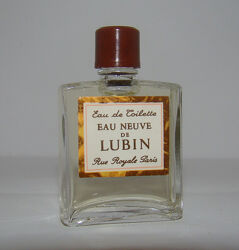 Eau de Toilette
EAU NEUVE
DE
LUBIN
Rue Royale Paris